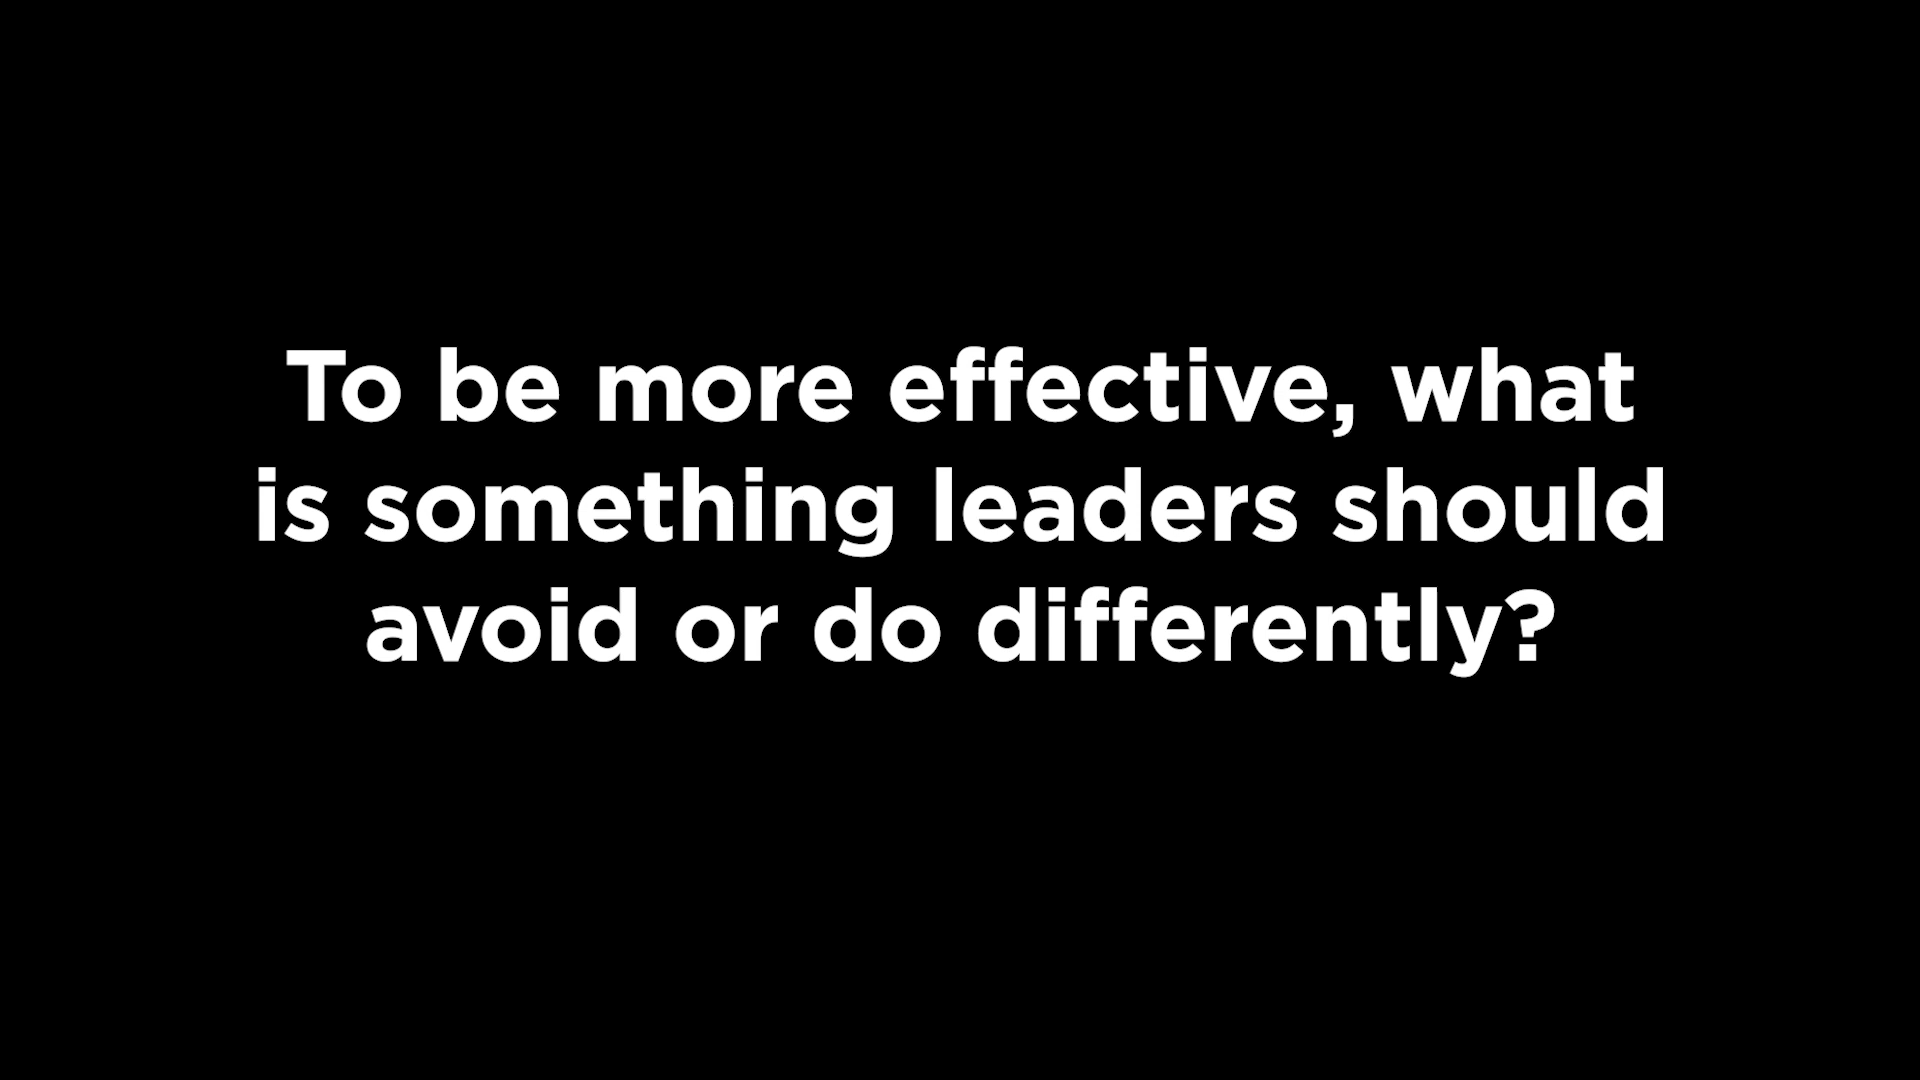 To be more effective, what
is something leaders should
avoid or do differently?